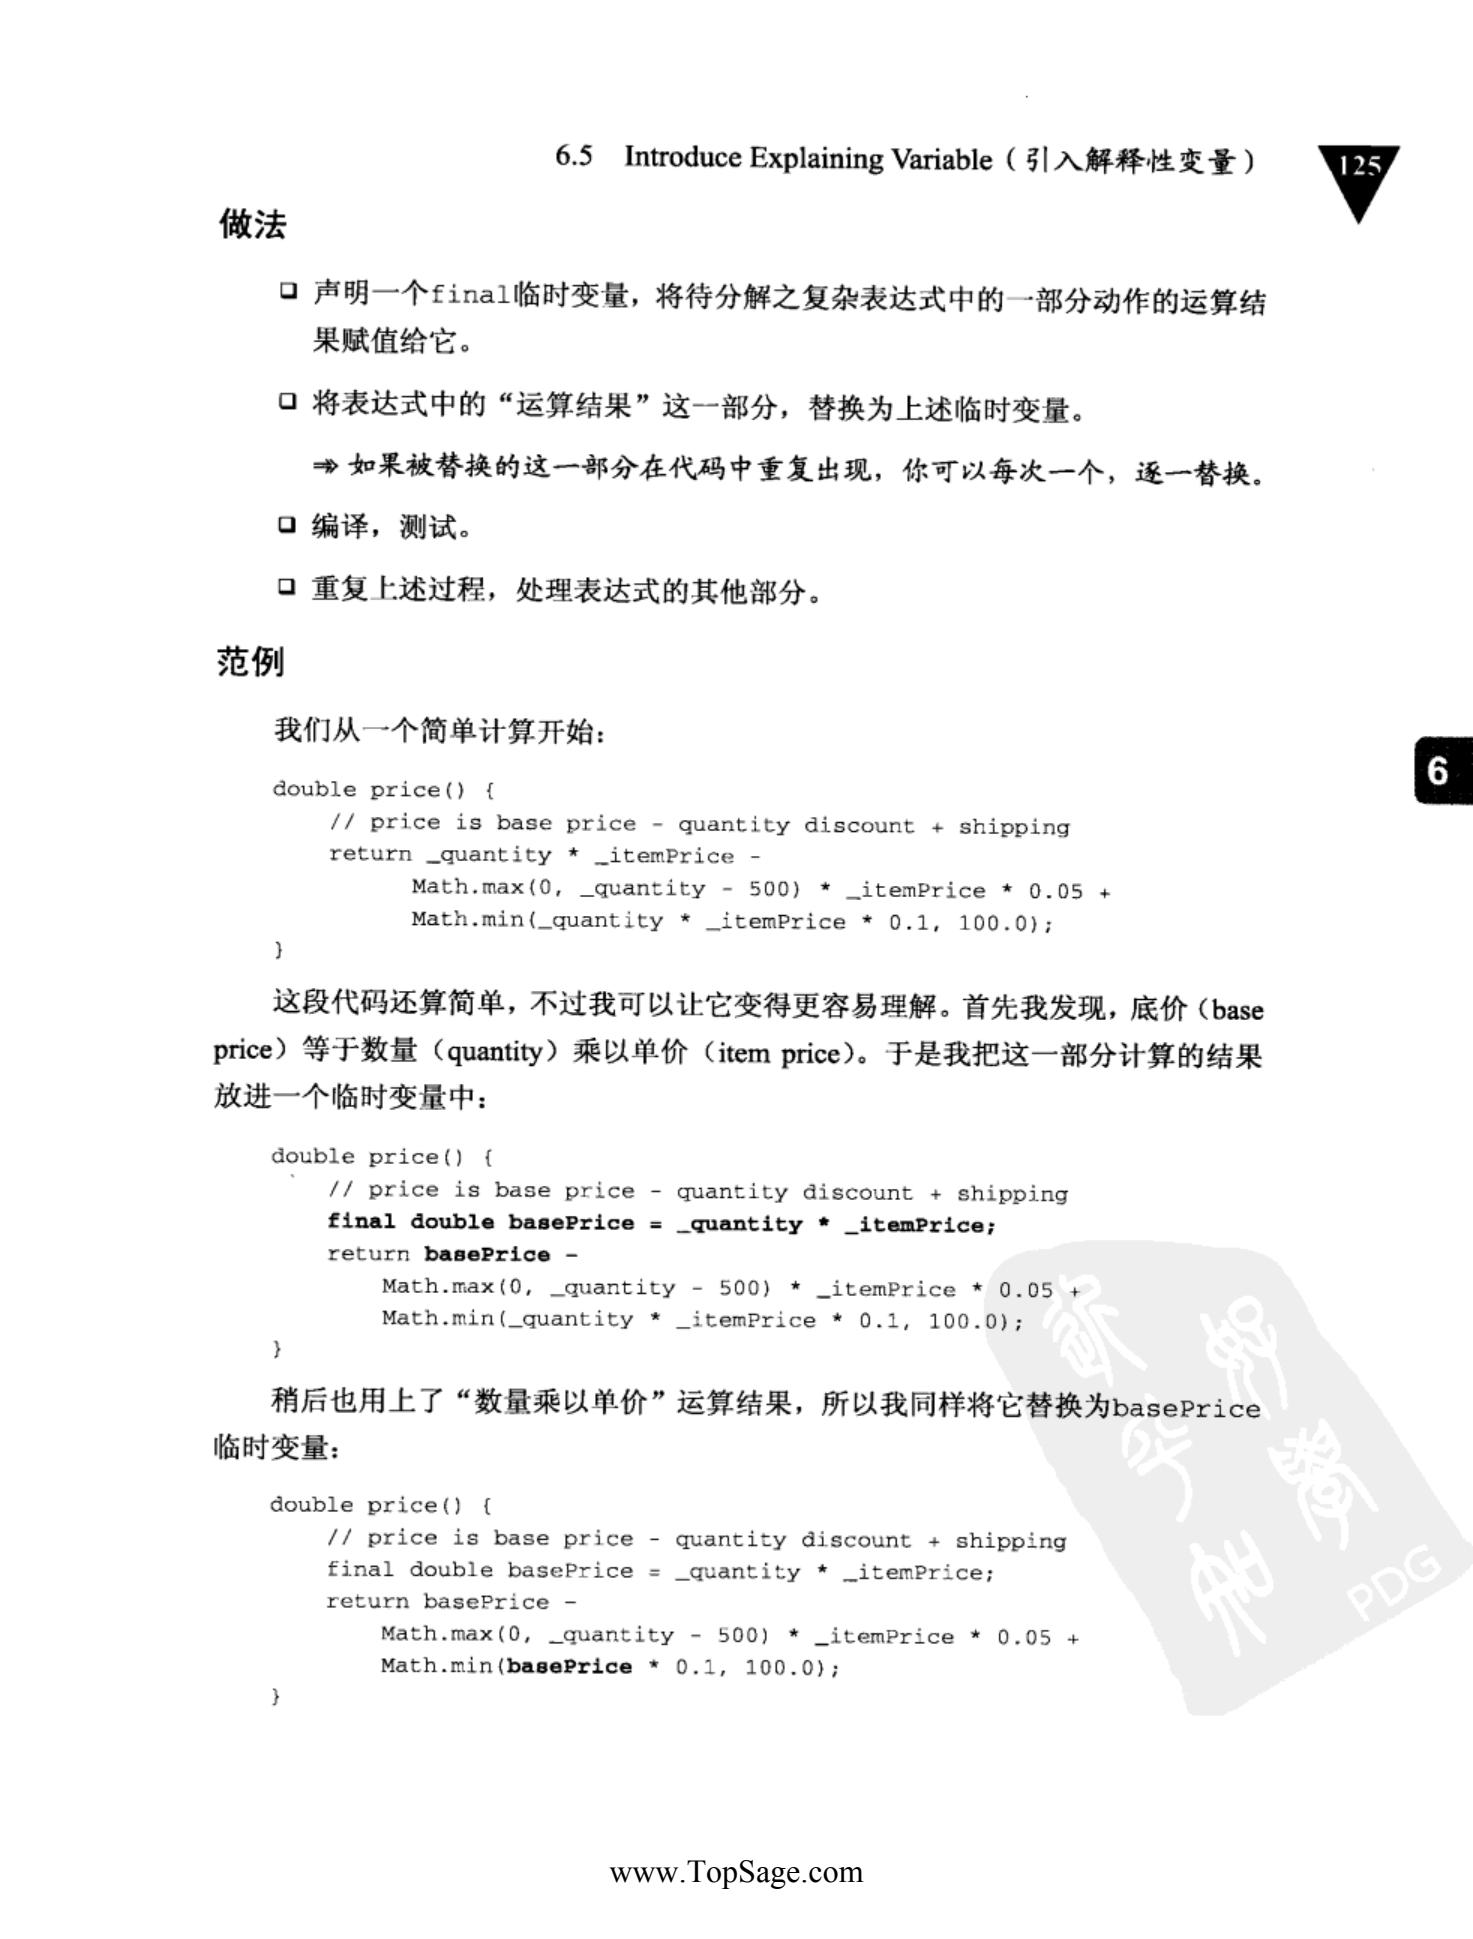 6.5 Introduce Explaining Variable（引入解释性变量）
125
做法
❑ 声明一个final临时变量，将待分解之复杂表达式中的一部分动作的运算结
果赋值给它。
❑ 将表达式中的“运算结果”这一部分，替换为上述临时变量。
⇛ 如果被替换的这一部分在代码中重复出现，你可以每次一个，逐一替换。
❑ 编译，测试。
❑ 重复上述过程，处理表达式的其他部分。
范例
我们从一个简单计算开始：
6
double price() {
// price is base price - quantity discount + shipping
return _quantity * _itemPrice -
Math.max(0, _quantity - 500) * _itemPrice * 0.05 +
Math.min(_quantity * _itemPrice * 0.1, 100.0);
}
这段代码还算简单，不过我可以让它变得更容易理解。首先我发现，底价（base
price）等于数量（quantity）乘以单价（item price）。于是我把这一部分计算的结果
放进一个临时变量中：
double price() {
// price is base price - quantity discount + shipping
final double basePrice = _quantity * _itemPrice;
return basePrice -
Math.max(0, _quantity - 500) * _itemPrice * 0.05 +
Math.min(_quantity * _itemPrice * 0.1, 100.0);
}
稍后也用上了“数量乘以单价”运算结果，所以我同样将它替换为basePrice
临时变量：
double price() {
// price is base price - quantity discount + shipping
final double basePrice = _quantity * _itemPrice;
return basePrice -
Math.max(0, _quantity - 500) * _itemPrice * 0.05 +
Math.min(basePrice * 0.1, 100.0);
}
PDG
www.TopSage.com